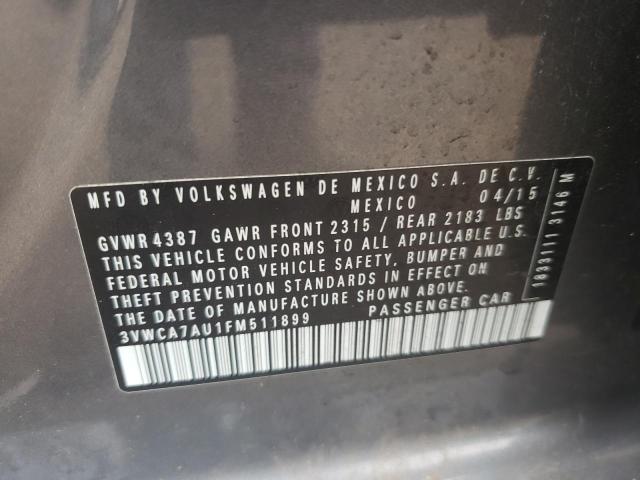 MFD BY VOLKSWAGEN DE MEXICO S.A. DE C.V.
MEXICO 04/15
GVWR 4387 GAWR FRONT 2315 / REAR 2183 LBS
THIS VEHICLE CONFORMS TO ALL APPLICABLE U.S.
FEDERAL MOTOR VEHICLE SAFETY, BUMPER AND
THEFT PREVENTION STANDARDS IN EFFECT ON
THE DATE OF MANUFACTURE SHOWN ABOVE.
3VWCA7AU1FM511899 PASSENGER CAR
1833111 3146 M